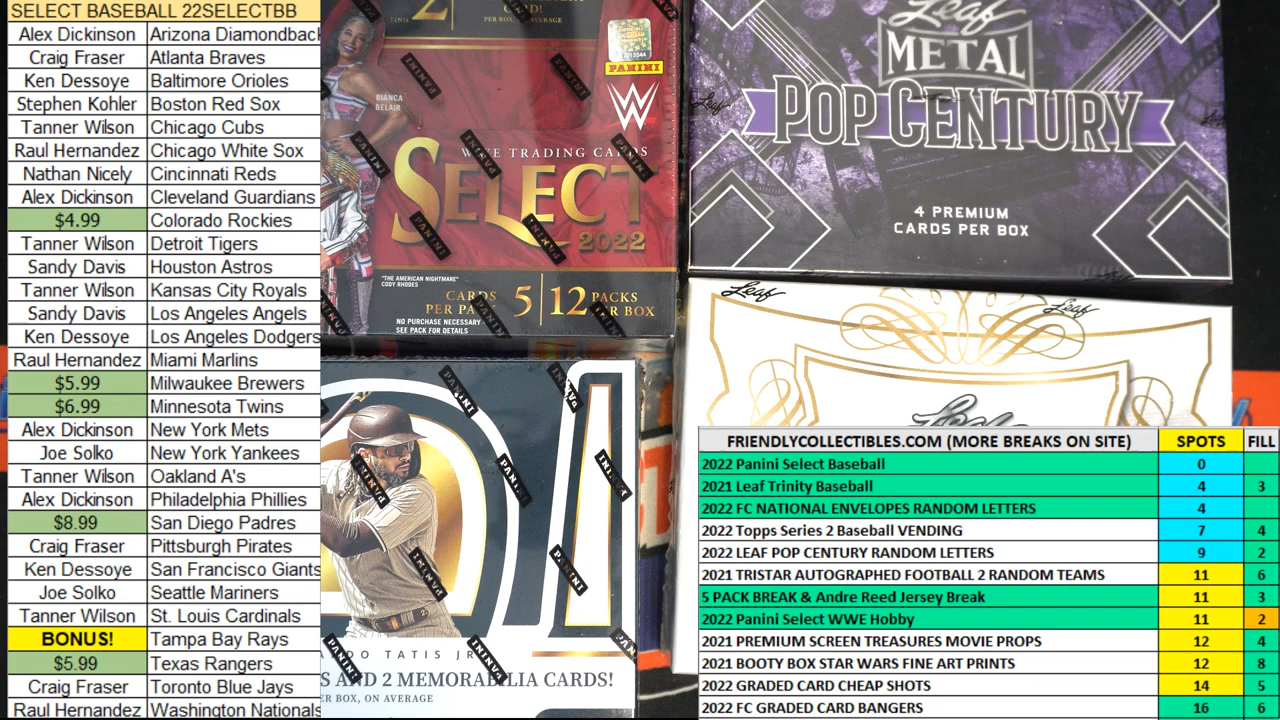 SELECT BASEBALL 22SELECTBB
Alex Dickinson Arizona Diamondback
Craig Fraser Atlanta Braves
Ken Dessoye Baltimore Orioles
Stephen Kohler Boston Red Sox
Tanner Wilson Chicago Cubs
Raul Hernandez Chicago White Sox
Nathan Nicely Cincinnati Reds
Alex Dickinson Cleveland Guardians
$4.99 Colorado Rockies
Tanner Wilson Detroit Tigers
Sandy Davis Houston Astros
Tanner Wilson Kansas City Royals
Sandy Davis Los Angeles Angels
Ken Dessoye Los Angeles Dodgers
Raul Hernandez Miami Marlins
$5.99 Milwaukee Brewers
$6.99 Minnesota Twins
Alex Dickinson New York Mets
Joe Solko New York Yankees
Tanner Wilson Oakland A's
Alex Dickinson Philadelphia Phillies
$8.99 San Diego Padres
Craig Fraser Pittsburgh Pirates
Ken Dessoye San Francisco Giants
Joe Solko Seattle Mariners
Tanner Wilson St. Louis Cardinals
BONUS! Tampa Bay Rays
$5.99 Texas Rangers
Craig Fraser Toronto Blue Jays
Raul Hernandez Washington Nationals
2 CARD!
PER BOX, ON AVERAGE
PANINI
W
BIANCA
BELAIR
WWE TRADING CARDS
SELECT
2022
"THE AMERICAN NIGHTMARE"
CODY RHODES
CARDS
PER PA
5
12 PACKS
PER BOX
NO PURCHASE NECESSARY
SEE PACK FOR DETAILS
Leaf
METAL
POP CENTURY
4 PREMIUM
CARDS PER BOX
Leaf
Leaf
Leaf
PANINI
TATIS JR
S AND 2 MEMORABILIA CARDS!
ER BOX, ON AVERAGE
FRIENDLYCOLLECTIBLES.COM (MORE BREAKS ON SITE) SPOTS FILL
2022 Panini Select Baseball 0
2021 Leaf Trinity Baseball 4 3
2022 FC NATIONAL ENVELOPES RANDOM LETTERS 4
2022 Topps Series 2 Baseball VENDING 7 4
2022 LEAF POP CENTURY RANDOM LETTERS 9 2
2021 TRISTAR AUTOGRAPHED FOOTBALL 2 RANDOM TEAMS 11 6
5 PACK BREAK & Andre Reed Jersey Break 11 3
2022 Panini Select WWE Hobby 11 2
2021 PREMIUM SCREEN TREASURES MOVIE PROPS 12 4
2021 BOOTY BOX STAR WARS FINE ART PRINTS 12 8
2022 GRADED CARD CHEAP SHOTS 14 5
2022 FC GRADED CARD BANGERS 16 6